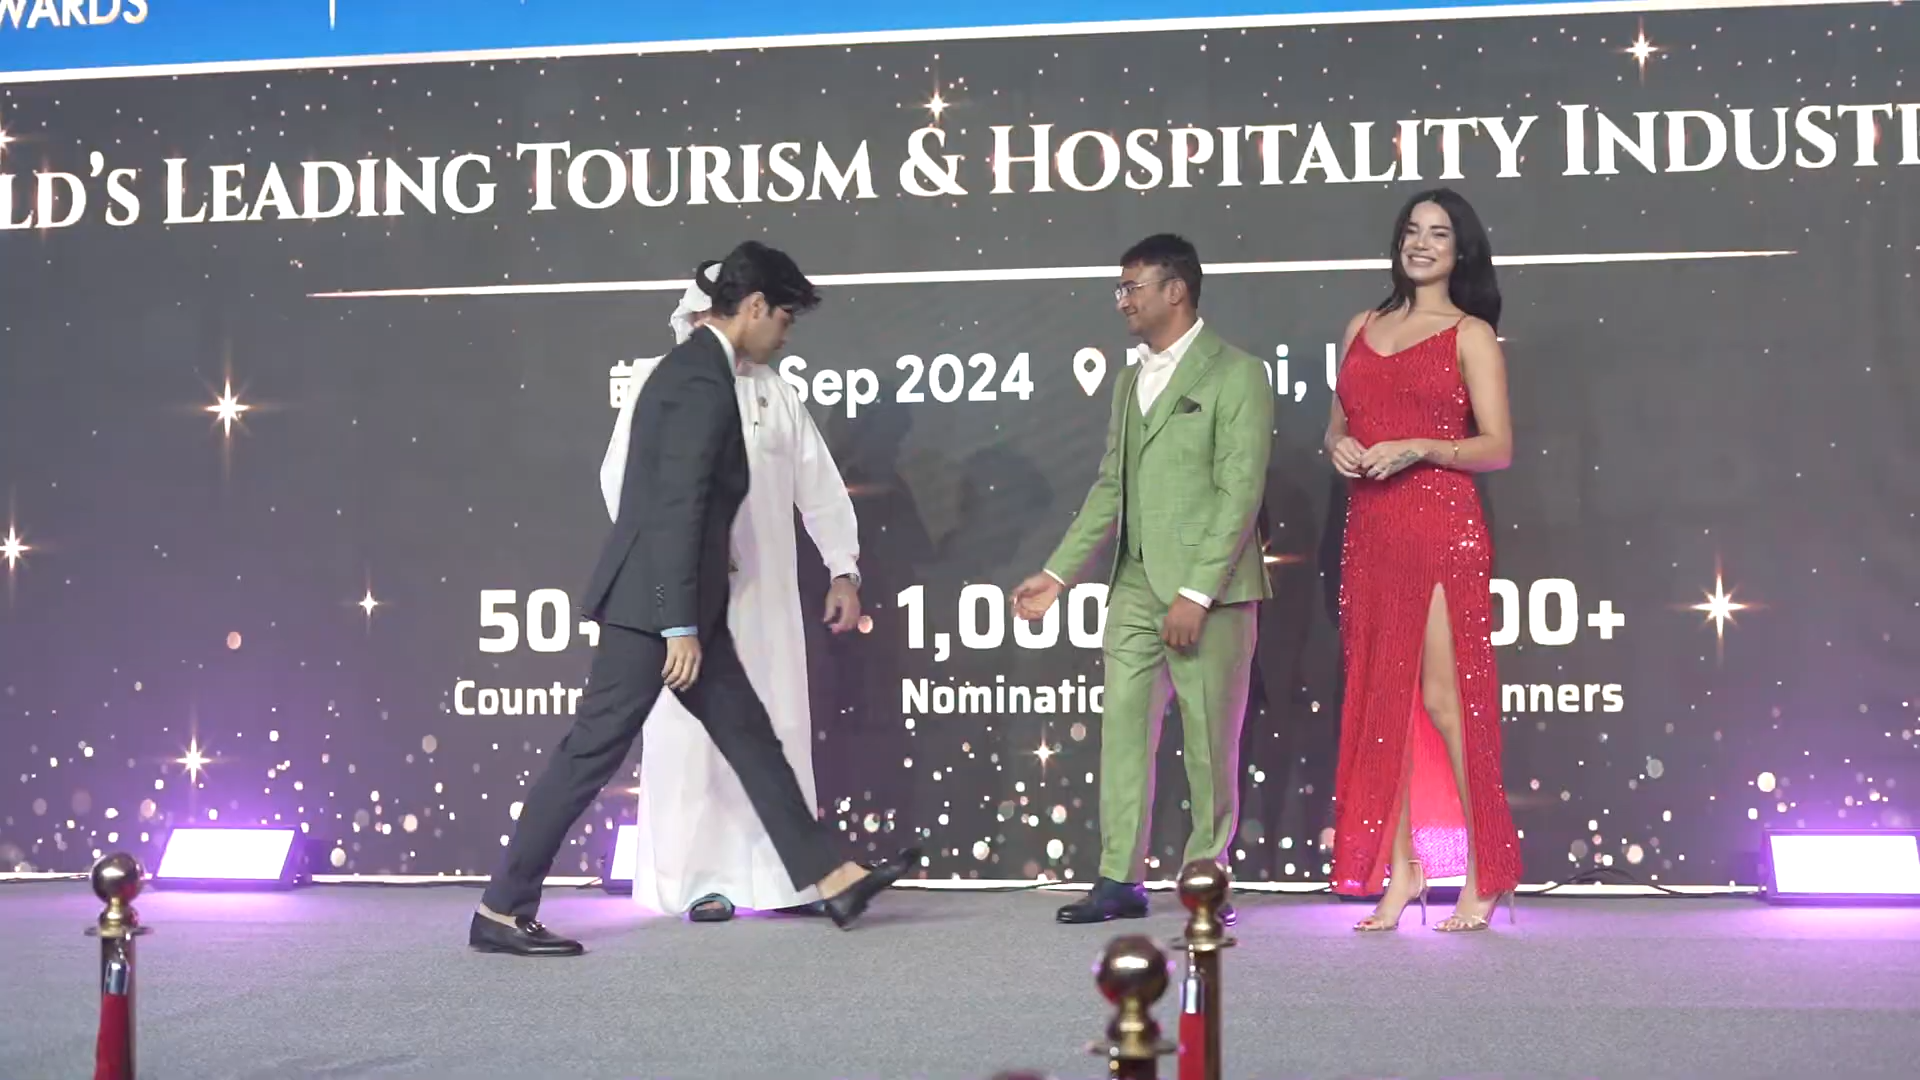 WARDS
LD'S LEADING TOURISM & HOSPITALITY INDUST
Sep 2024
50+
1,000
00+
Countr
Nominatio
nners